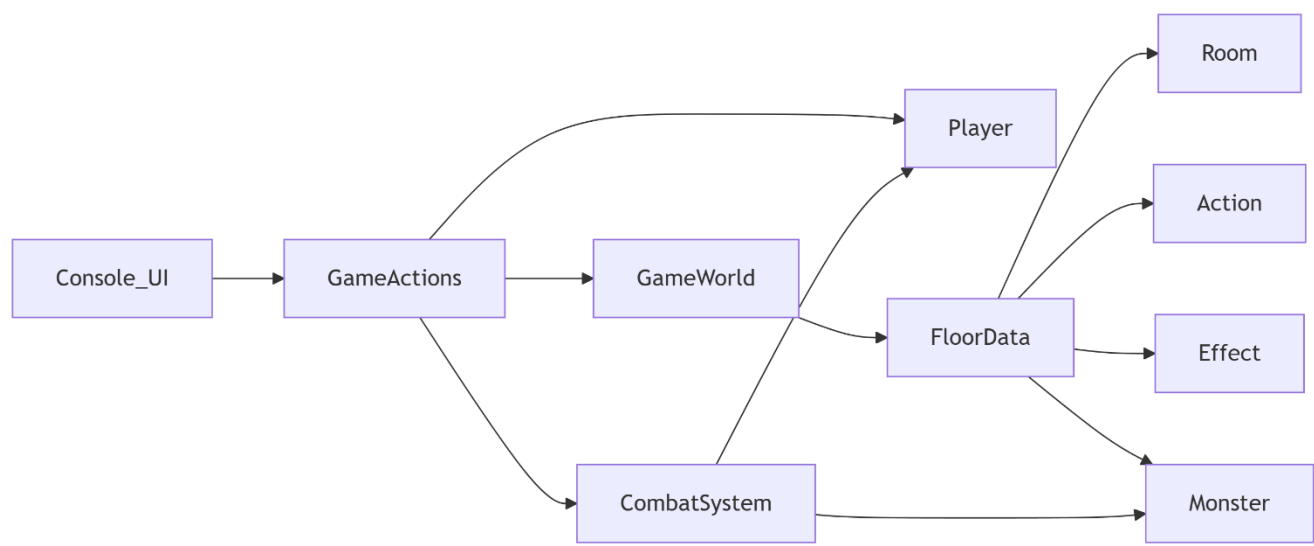 Room
Player
Action
Console_UI
GameActions
GameWorld
FloorData
Effect
CombatSystem
Monster